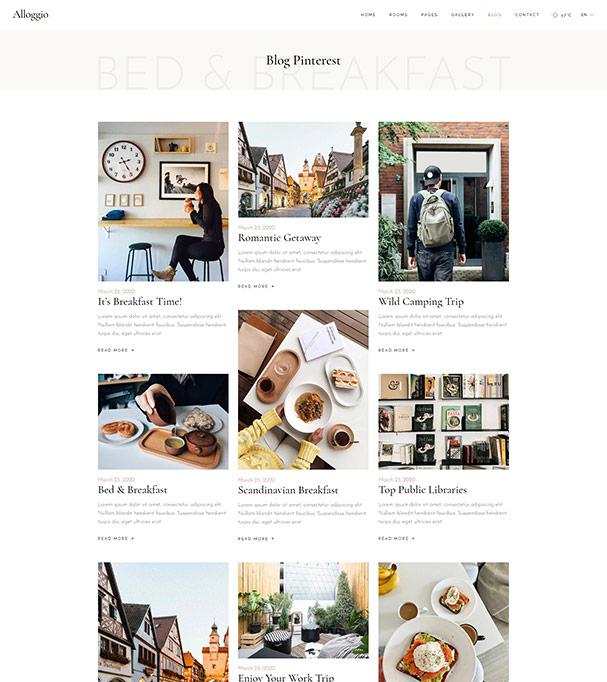 Alloggio
HOME ROOMS PAGES GALLERY BLOG CONTACT 57°C EN
BED & BREAKFAST
Blog Pinterest
March 23, 2020
It's Breakfast Time!
Lorem ipsum dolor sit amet, consectetur adipiscing elit.
Nullam blandit hendrerit faucibus. Suspendisse hendrerit
turpis dui, eget ultricies erat
READ MORE
March 23, 2020
Romantic Getaway
Lorem ipsum dolor sit amet, consectetur adipiscing elit.
Nullam blandit hendrerit faucibus. Suspendisse hendrerit
turpis dui, eget ultricies erat
READ MORE
March 23, 2020
Wild Camping Trip
Lorem ipsum dolor sit amet, consectetur adipiscing elit.
Nullam blandit hendrerit faucibus. Suspendisse hendrerit
turpis dui, eget ultricies erat
READ MORE
March 23, 2020
Bed & Breakfast
Lorem ipsum dolor sit amet, consectetur adipiscing elit.
Nullam blandit hendrerit faucibus. Suspendisse hendrerit
turpis dui, eget ultricies erat
READ MORE
March 23, 2020
Scandinavian Breakfast
Lorem ipsum dolor sit amet, consectetur adipiscing elit.
Nullam blandit hendrerit faucibus. Suspendisse hendrerit
turpis dui, eget ultricies erat
READ MORE
March 23, 2020
Top Public Libraries
Lorem ipsum dolor sit amet, consectetur adipiscing elit.
Nullam blandit hendrerit faucibus. Suspendisse hendrerit
turpis dui, eget ultricies erat
READ MORE
March 23, 2020
Enjoy Your Work Trip